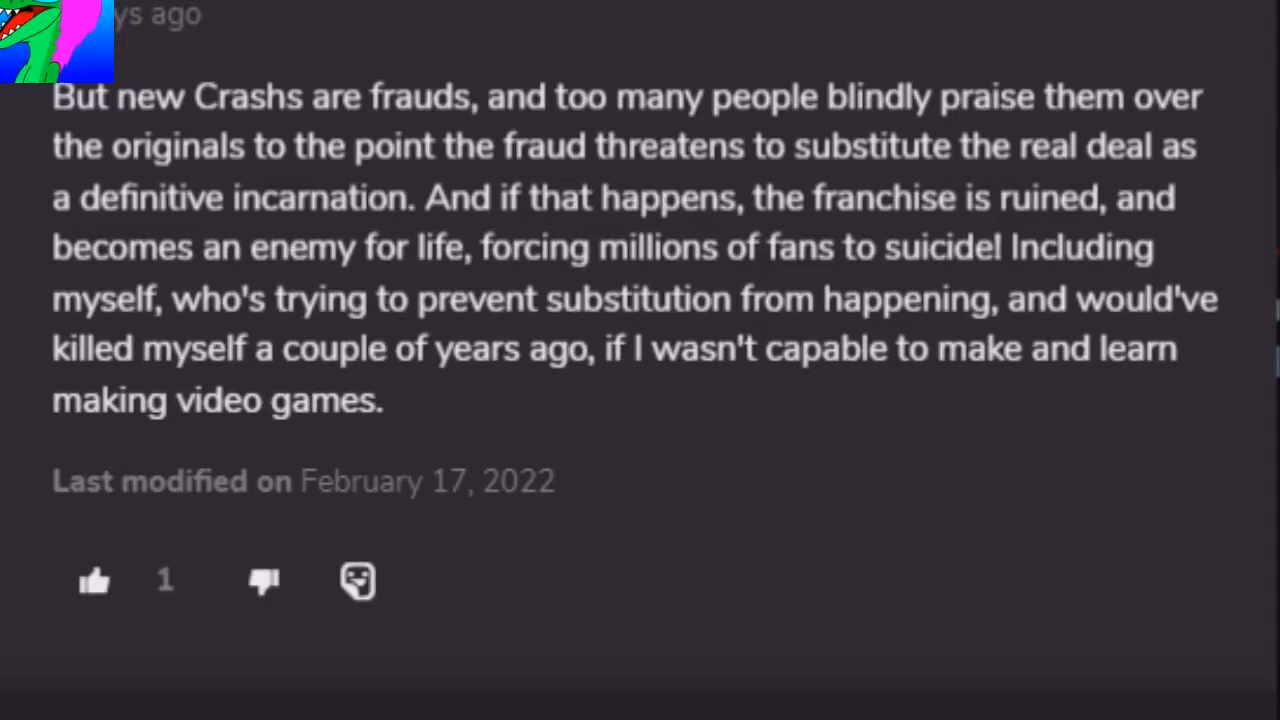 ys ago
But new Crashs are frauds, and too many people blindly praise them over
the originals to the point the fraud threatens to substitute the real deal as
a definitive incarnation. And if that happens, the franchise is ruined, and
becomes an enemy for life, forcing millions of fans to suicide! Including
myself, who's trying to prevent substitution from happening, and would've
killed myself a couple of years ago, if I wasn't capable to make and learn
making video games.
Last modified on February 17, 2022
1